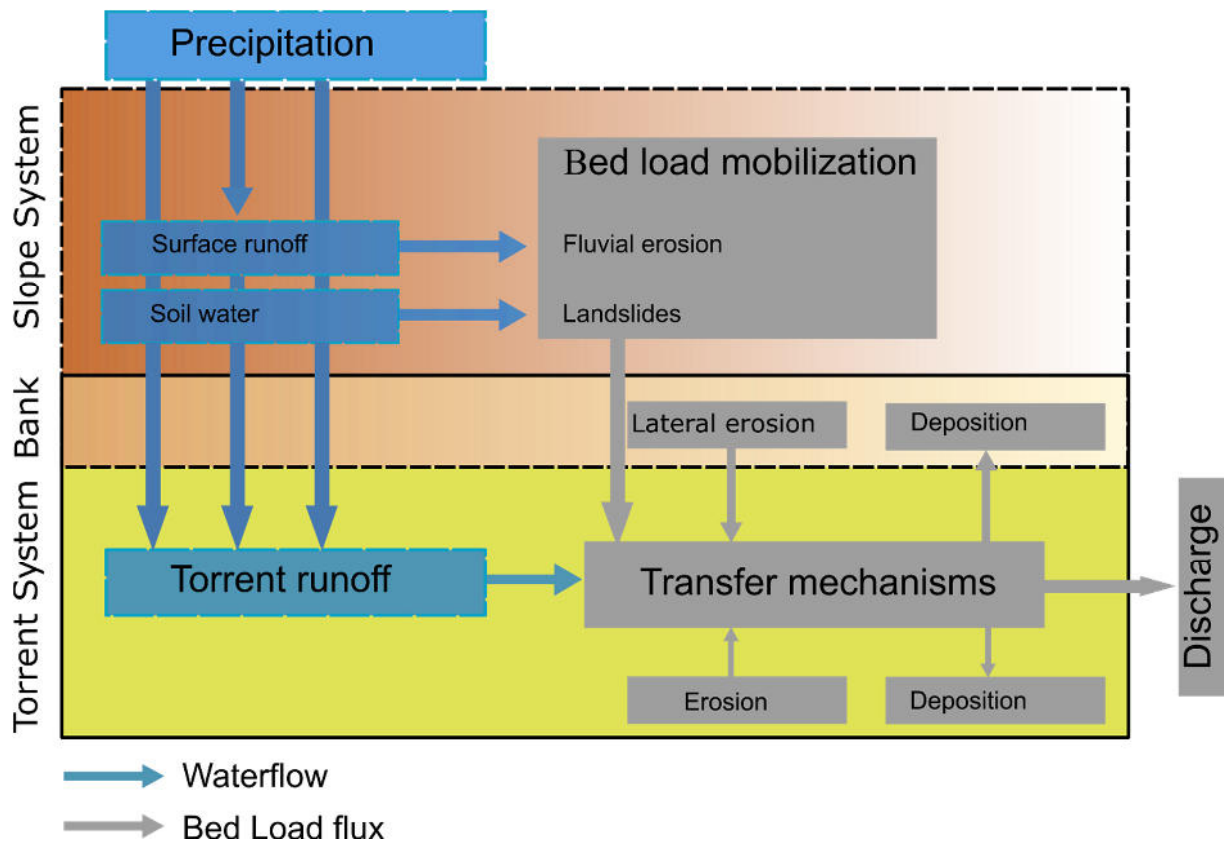 Precipitation
Slope System
Bed load mobilization
Surface runoff
Fluvial erosion
Soil water
Landslides
Bank
Lateral erosion
Deposition
Torrent System
Torrent runoff
Transfer mechanisms
Discharge
Erosion
Deposition
Waterflow
Bed Load flux